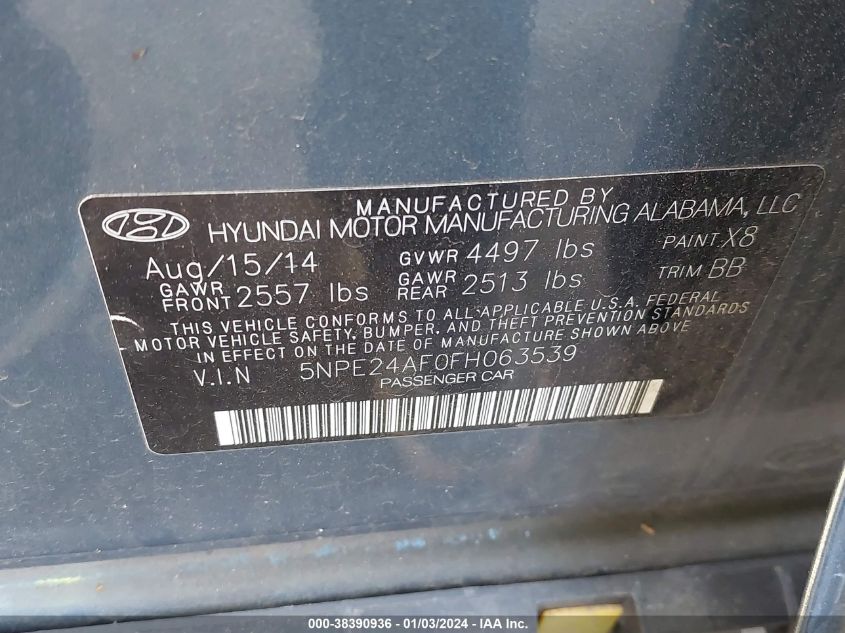 MANUFACTURED BY
HYUNDAI MOTOR MANUFACTURING ALABAMA, LLC
Aug/15/14 GVWR 4497 lbs PAINT X8
GAWR FRONT 2557 lbs GAWR REAR 2513 lbs TRIM BB
THIS VEHICLE CONFORMS TO ALL APPLICABLE U.S.A. FEDERAL
MOTOR VEHICLE SAFETY, BUMPER, AND THEFT PREVENTION STANDARDS
IN EFFECT ON THE DATE OF MANUFACTURE SHOWN ABOVE
V.I.N 5NPE24AF0FH063539
PASSENGER CAR
000-38390936 - 01/03/2024 - IAA Inc.